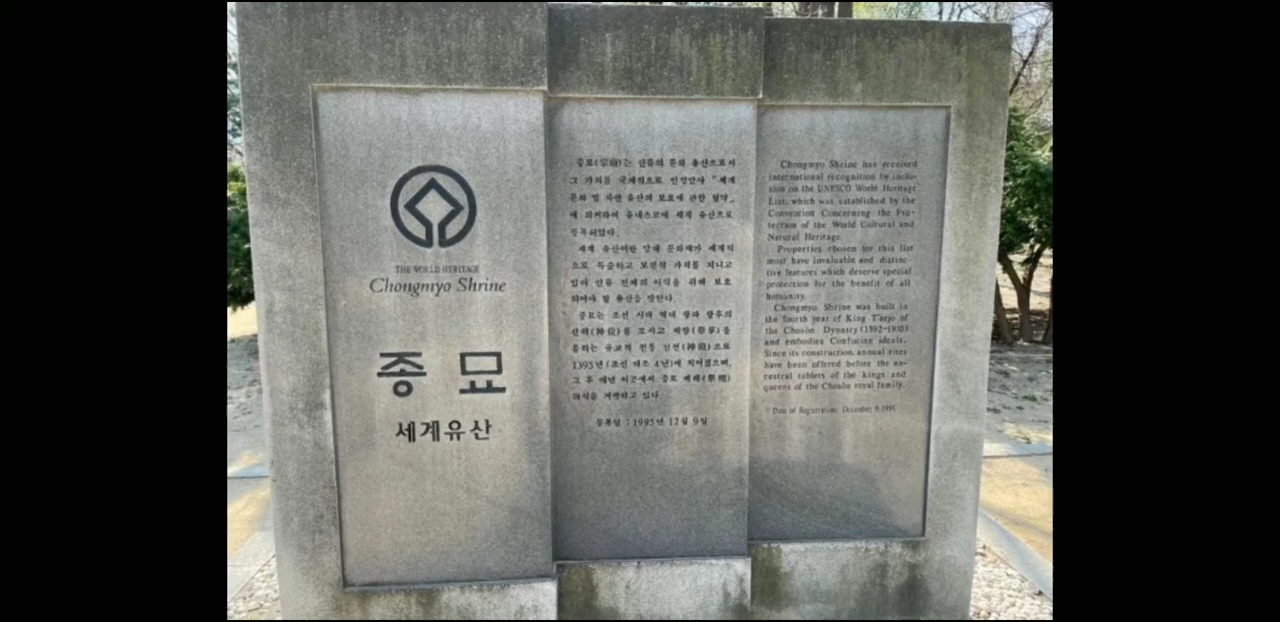 THE WORLD HERITAGE
Chongmyo Shrine
종 묘
세계유산
종묘(宗廟)는 인류의 문화 유산으로서
그 가치를 국제적으로 인정받아 「세계
문화 및 자연 유산의 보호에 관한 협약」
에 의거하여 유네스코에 세계 유산으로
등록되었다.
세계 유산이란 당해 문화재가 세계적
으로 독출하고 보편적 가치를 지니고
있어 인류 전체의 이익을 위해 보호
되어야 할 유산을 말한다.
종묘는 조선 시대 역대 왕과 왕후의
신위(神位)를 모시고 제향(祭享)을
올리는 유교적 전통 신전(神殿)으로
1395년(조선 태조 4년)에 지어졌으며,
그 후 매년 이곳에서 종묘 제례(祭禮)
의식을 거행하고 있다.
등록일 : 1995년 12월 9일
Chongmyo Shrine has received
international recognition by inclu-
sion on the UNESCO World Heritage
List, which was established by the
Convention Concerning the Pro-
tection of the World Cultural and
Natural Heritage.
Properties chosen for this list
must have invaluable and distinc-
tive features which deserve special
protection for the benefit of all
humanity.
Chongmyo Shrine was built in
the fourth year of King T'aejo of
the Chosŏn Dynasty (1392-1910)
and embodies Confucian ideals.
Since its construction, annual rites
have been offered before the an-
cestral tablets of the kings and
queens of the Chosŏn royal family.
Date of Registration: December 9, 1995